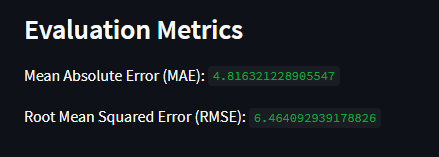 Evaluation Metrics
Mean Absolute Error (MAE): 4.816321228905547
Root Mean Squared Error (RMSE): 6.464092939178826